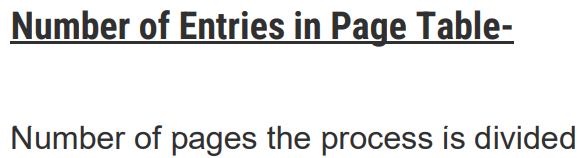 Number of Entries in Page Table-
Number of pages the process is divided